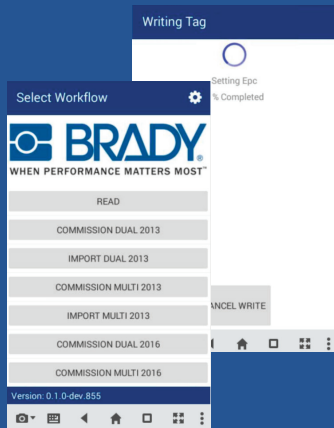 Writing Tag
Setting Epc
% Completed
Select Workflow
BRADY
WHEN PERFORMANCE MATTERS MOST™
READ
COMMISSION DUAL 2013
IMPORT DUAL 2013
COMMISSION MULTI 2013
IMPORT MULTI 2013
COMMISSION DUAL 2016
COMMISSION MULTI 2016
ANCEL WRITE
Version: 0.1.0-dev.855